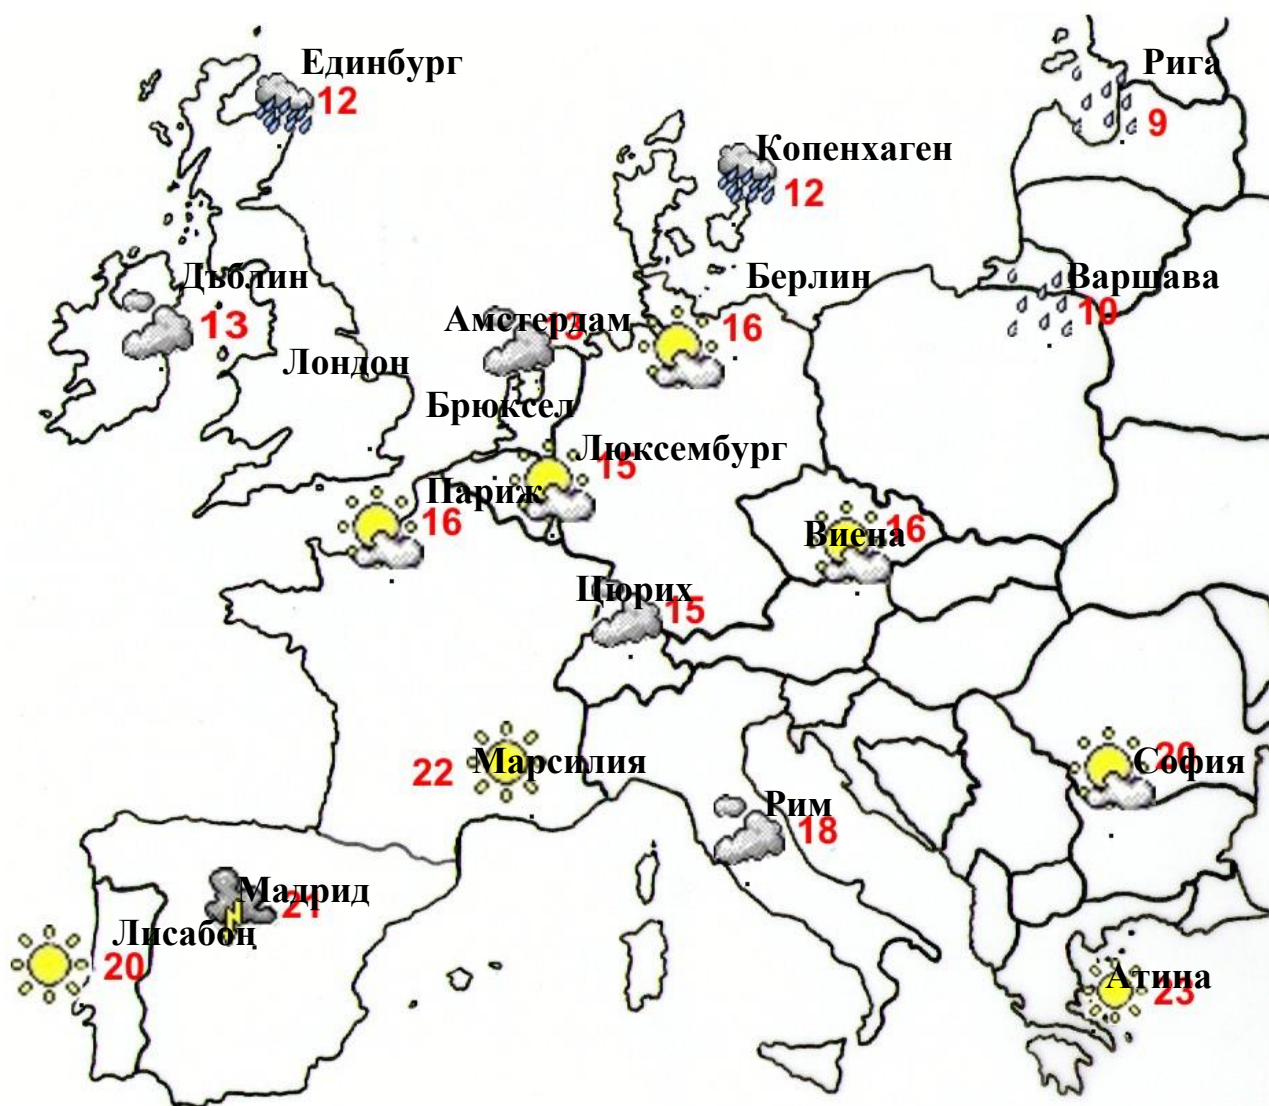 Единбург
12
Рига
9
Копенхаген
12
Дъблин
13
Берлин
16
Варшава
10
Амстердам
13
Лондон
Брюксел
Люксембург
15
Париж
16
Виена
16
Цюрих
15
Марсилия
22
София
20
Рим
18
Мадрид
21
Лисабон
20
Атина
23